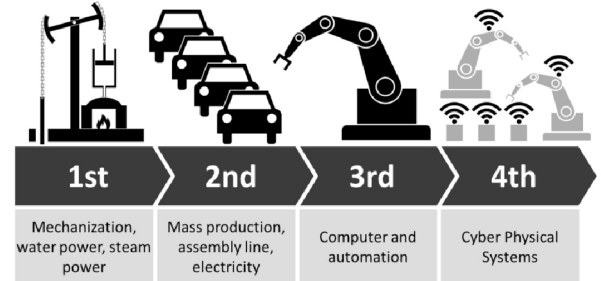 1st
2nd
3rd
4th
Mechanization,
water power, steam
power
Mass production,
assembly line,
electricity
Computer and
automation
Cyber Physical
Systems